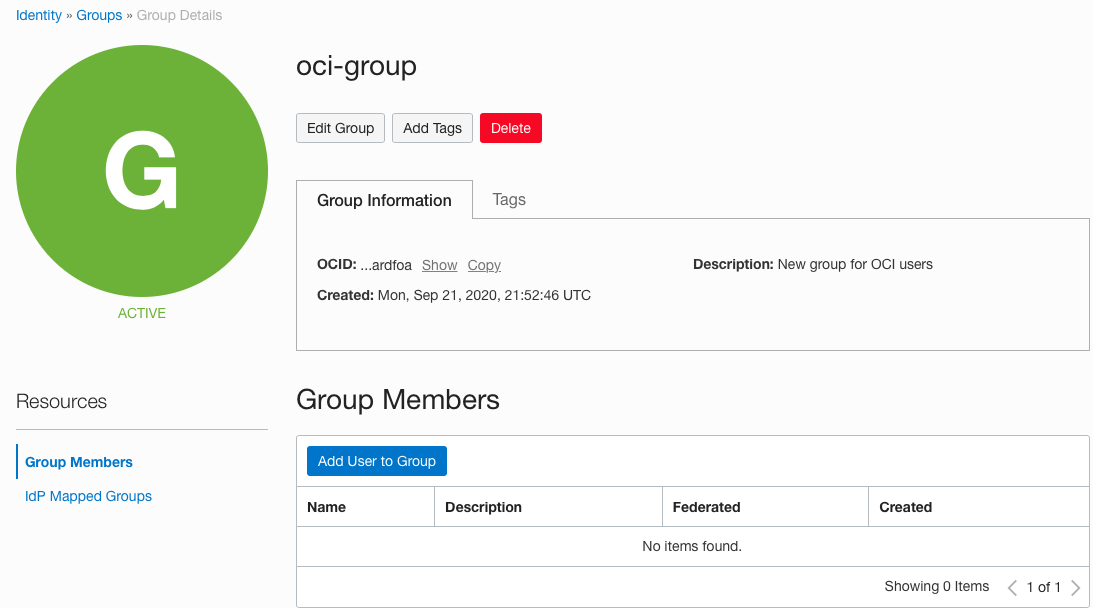 Identity » Groups » Group Details
G
ACTIVE
oci-group
Edit Group Add Tags Delete
Group Information Tags
OCID: ...ardfoa Show Copy Description: New group for OCI users
Created: Mon, Sep 21, 2020, 21:52:46 UTC
Resources
Group Members
IdP Mapped Groups
Group Members
Add User to Group
Name Description Federated Created
No items found.
Showing 0 Items < 1 of 1 >